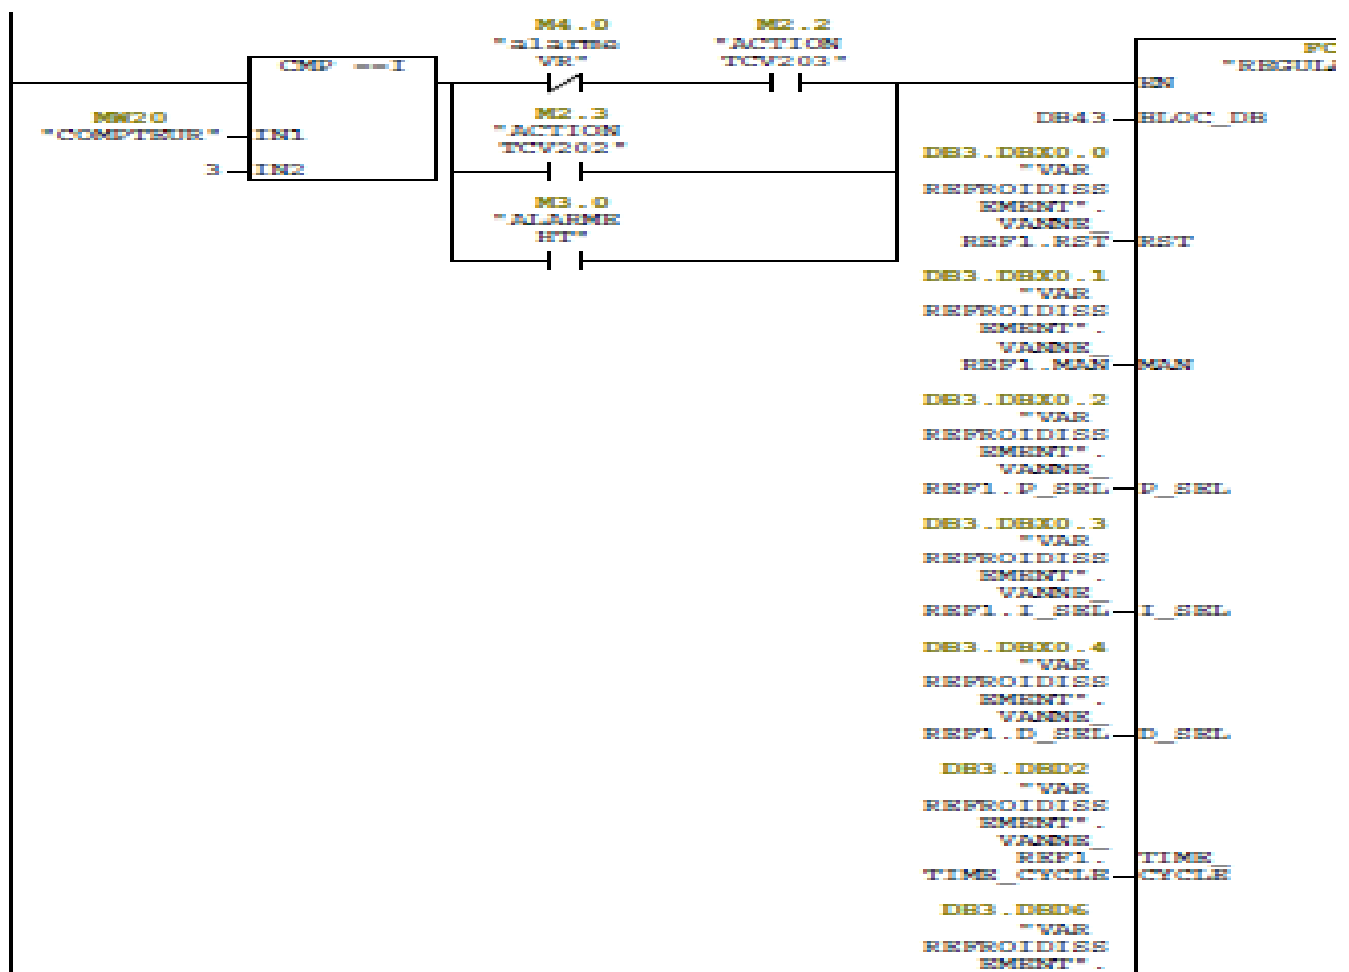 M4.0
"alarme
VR"
M2.2
"ACTION
TCV203"
CMP ==I
MW20
"COMPTEUR"
IN1
3
IN2
M2.3
"ACTION
TCV202"
M3.0
"ALARME
HT"
"REGULA
EN
DB43
BLOC_DB
DB3.DBX0.0
"VAR
REFROIDISS
EMENT".
VANNE_
REF1.RST
RST
DB3.DBX0.1
"VAR
REFROIDISS
EMENT".
VANNE_
REF1.MAN
MAN
DB3.DBX0.2
"VAR
REFROIDISS
EMENT".
VANNE_
REF1.P_SEL
P_SEL
DB3.DBX0.3
"VAR
REFROIDISS
EMENT".
VANNE_
REF1.I_SEL
I_SEL
DB3.DBX0.4
"VAR
REFROIDISS
EMENT".
VANNE_
REF1.D_SEL
D_SEL
DB3.DBD2
"VAR
REFROIDISS
EMENT".
VANNE_
REF1.
TIME_CYCLE
TIME_
CYCLE
DB3.DBD6
"VAR
REFROIDISS
EMENT".